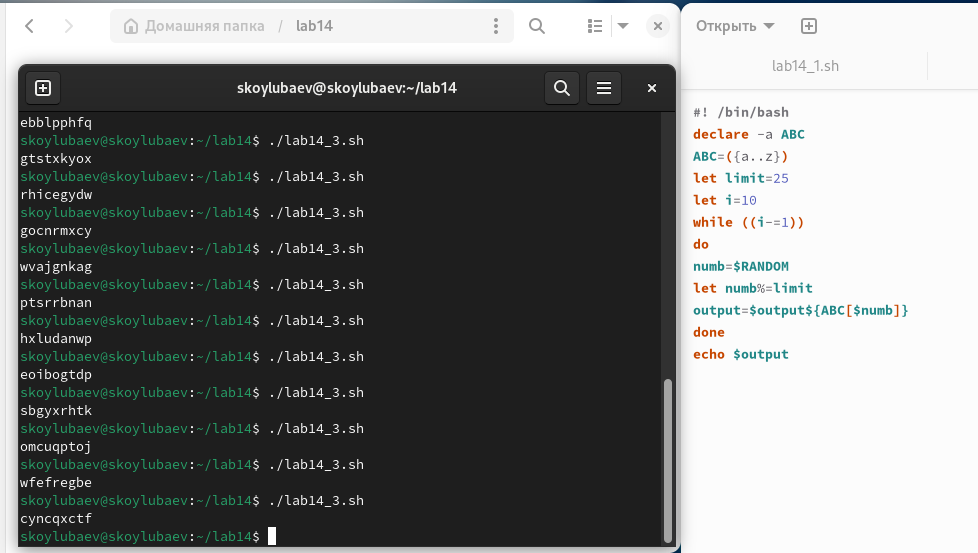 Домашняя папка / lab14
skoylubaev@skoylubaev:~/lab14
ebblpphfq
skoylubaev@skoylubaev:~/lab14$ ./lab14_3.sh
gtstxkyox
skoylubaev@skoylubaev:~/lab14$ ./lab14_3.sh
rhicegydw
skoylubaev@skoylubaev:~/lab14$ ./lab14_3.sh
gocnrmxcy
skoylubaev@skoylubaev:~/lab14$ ./lab14_3.sh
wvajgnkag
skoylubaev@skoylubaev:~/lab14$ ./lab14_3.sh
ptsrrbnan
skoylubaev@skoylubaev:~/lab14$ ./lab14_3.sh
hxludanwp
skoylubaev@skoylubaev:~/lab14$ ./lab14_3.sh
eoibogtdp
skoylubaev@skoylubaev:~/lab14$ ./lab14_3.sh
sbgyxrhtk
skoylubaev@skoylubaev:~/lab14$ ./lab14_3.sh
omcuqptoj
skoylubaev@skoylubaev:~/lab14$ ./lab14_3.sh
wfefregbe
skoylubaev@skoylubaev:~/lab14$ ./lab14_3.sh
cyncqxctf
skoylubaev@skoylubaev:~/lab14$
Открыть
lab14_1.sh
#! /bin/bash
declare -a ABC
ABC=({a..z})
let limit=25
let i=10
while ((i-=1))
do
numb=$RANDOM
let numb%=limit
output=$output${ABC[$numb]}
done
echo $output